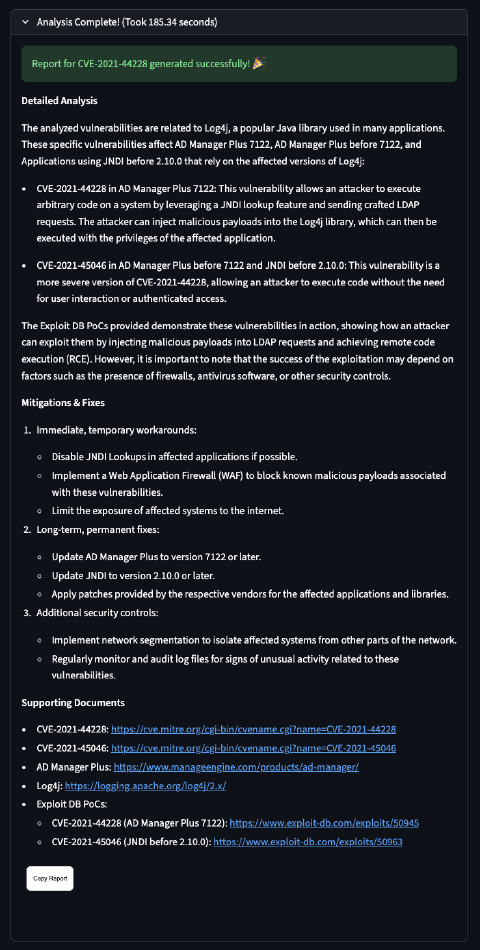 Analysis Complete! (Took 185.34 seconds)
Report for CVE-2021-44228 generated successfully! 🎉
Detailed Analysis
The analyzed vulnerabilities are related to Log4j, a popular Java library used in many applications.
These specific vulnerabilities affect AD Manager Plus 7122, AD Manager Plus before 7122, and
Applications using JNDI before 2.10.0 that rely on the affected versions of Log4j:
• CVE-2021-44228 in AD Manager Plus 7122: This vulnerability allows an attacker to execute
arbitrary code on a system by leveraging a JNDI lookup feature and sending crafted LDAP
requests. The attacker can inject malicious payloads into the Log4j library, which can then be
executed with the privileges of the affected application.
• CVE-2021-45046 in AD Manager Plus before 7122 and JNDI before 2.10.0: This vulnerability is a
more severe version of CVE-2021-44228, allowing an attacker to execute code without the need
for user interaction or authenticated access.
The Exploit DB PoCs provided demonstrate these vulnerabilities in action, showing how an attacker
can exploit them by injecting malicious payloads into LDAP requests and achieving remote code
execution (RCE). However, it is important to note that the success of the exploitation may depend on
factors such as the presence of firewalls, antivirus software, or other security controls.
Mitigations & Fixes
1. Immediate, temporary workarounds:
○ Disable JNDI Lookups in affected applications if possible.
○ Implement a Web Application Firewall (WAF) to block known malicious payloads associated
with these vulnerabilities.
○ Limit the exposure of affected systems to the internet.
2. Long-term, permanent fixes:
○ Update AD Manager Plus to version 7122 or later.
○ Update JNDI to version 2.10.0 or later.
○ Apply patches provided by the respective vendors for the affected applications and libraries.
3. Additional security controls:
○ Implement network segmentation to isolate affected systems from other parts of the network.
○ Regularly monitor and audit log files for signs of unusual activity related to these
vulnerabilities.
Supporting Documents
• CVE-2021-44228: https://cve.mitre.org/cgi-bin/cvename.cgi?name=CVE-2021-44228
• CVE-2021-45046: https://cve.mitre.org/cgi-bin/cvename.cgi?name=CVE-2021-45046
• AD Manager Plus: https://www.manageengine.com/products/ad-manager/
• Log4j: https://logging.apache.org/log4j/2.x/
• Exploit DB PoCs:
○ CVE-2021-44228 (AD Manager Plus 7122): https://www.exploit-db.com/exploits/50945
○ CVE-2021-45046 (JNDI before 2.10.0): https://www.exploit-db.com/exploits/50963
Copy Report